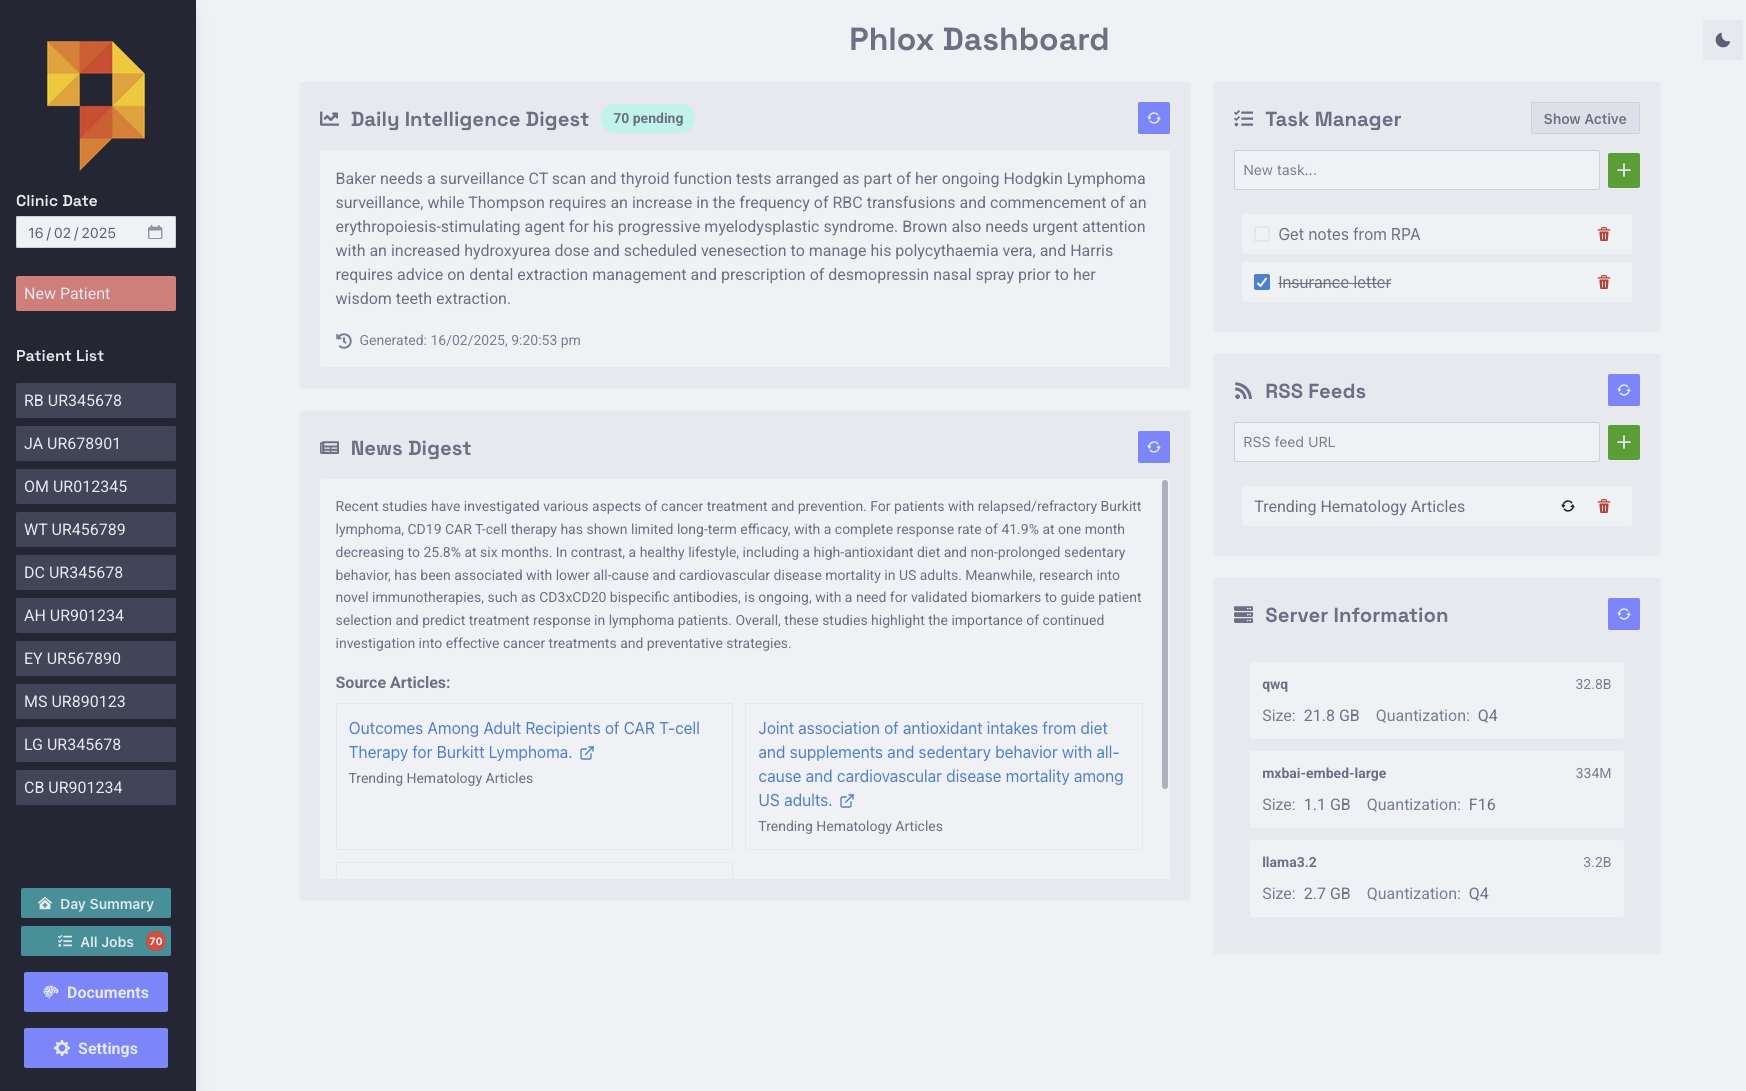 Phlox Dashboard
Clinic Date
16/02/2025
New Patient
Patient List
RB UR345678
JA UR678901
OM UR012345
WT UR456789
DC UR345678
AH UR901234
EY UR567890
MS UR890123
LG UR345678
CB UR901234
Day Summary
All Jobs 70
Documents
Settings
Daily Intelligence Digest 70 pending
Baker needs a surveillance CT scan and thyroid function tests arranged as part of her ongoing Hodgkin Lymphoma
surveillance, while Thompson requires an increase in the frequency of RBC transfusions and commencement of an
erythropoiesis-stimulating agent for his progressive myelodysplastic syndrome. Brown also needs urgent attention
with an increased hydroxyurea dose and scheduled venesection to manage his polycythaemia vera, and Harris
requires advice on dental extraction management and prescription of desmopressin nasal spray prior to her
wisdom teeth extraction.
Generated: 16/02/2025, 9:20:53 pm
News Digest
Recent studies have investigated various aspects of cancer treatment and prevention. For patients with relapsed/refractory Burkitt
lymphoma, CD19 CAR T-cell therapy has shown limited long-term efficacy, with a complete response rate of 41.9% at one month
decreasing to 25.8% at six months. In contrast, a healthy lifestyle, including a high-antioxidant diet and non-prolonged sedentary
behavior, has been associated with lower all-cause and cardiovascular disease mortality in US adults. Meanwhile, research into
novel immunotherapies, such as CD3xCD20 bispecific antibodies, is ongoing, with a need for validated biomarkers to guide patient
selection and predict treatment response in lymphoma patients. Overall, these studies highlight the importance of continued
investigation into effective cancer treatments and preventative strategies.
Source Articles:
Outcomes Among Adult Recipients of CAR T-cell
Therapy for Burkitt Lymphoma.
Trending Hematology Articles
Joint association of antioxidant intakes from diet
and supplements and sedentary behavior with all-
cause and cardiovascular disease mortality among
US adults.
Trending Hematology Articles
Task Manager Show Active
New task...
Get notes from RPA
Insurance letter
RSS Feeds
RSS feed URL
Trending Hematology Articles
Server Information
qwq 32.8B
Size: 21.8 GB Quantization: Q4
mxbai-embed-large 334M
Size: 1.1 GB Quantization: F16
llama3.2 3.2B
Size: 2.7 GB Quantization: Q4